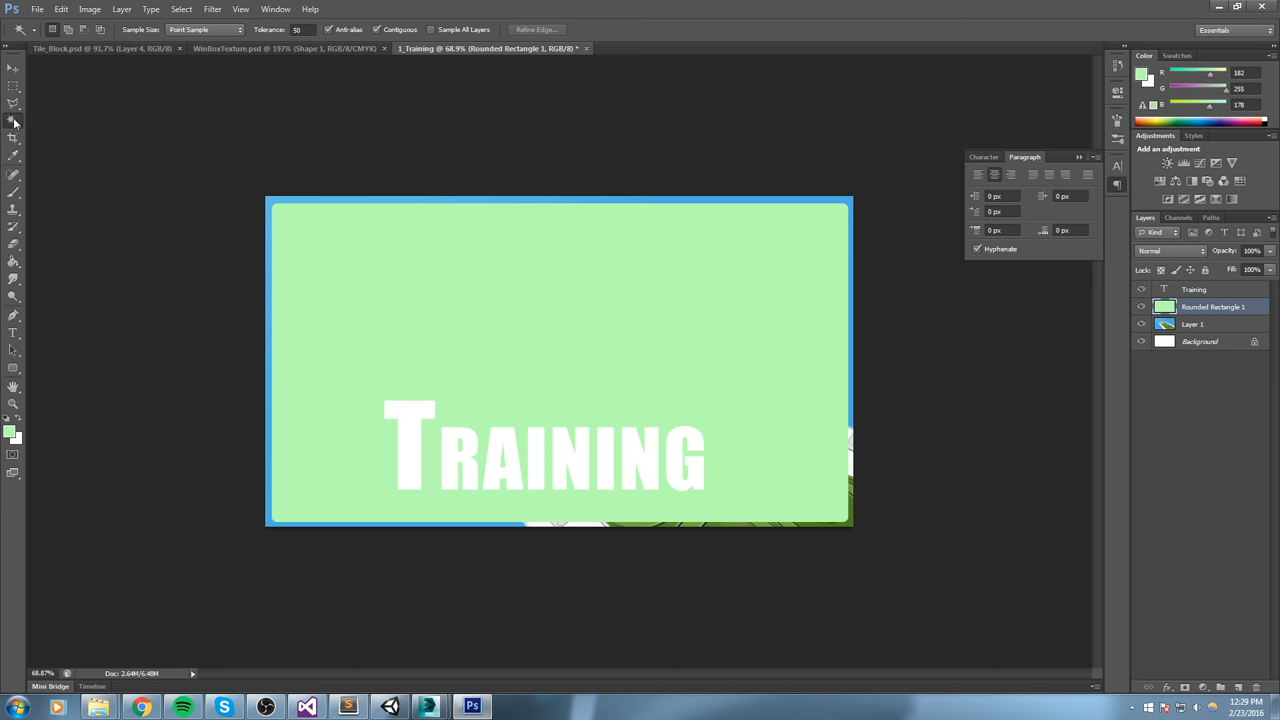 Ps File Edit Image Layer Type Select Filter View Window Help
Sample Size: Point Sample Tolerance: 50 Anti-alias Contiguous Sample All Layers Refine Edge... Essentials
Tile_Block.psd @ 91.7% (Layer 4, RGB/8) × WinBoxTexture.psd @ 197% (Shape 1, RGB/8/CMYK) × 1_Training @ 68.9% (Rounded Rectangle 1, RGB/8) * ×
Color Swatches
R 182
G 255
B 178
Adjustments Styles
Add an adjustment
Character Paragraph
0 px 0 px
0 px
0 px 0 px
Hyphenate
Layers Channels Paths
Kind
Normal Opacity: 100%
Lock: Fill: 100%
T Training
Rounded Rectangle 1
Layer 1
Background
TRAINING
68.87% Doc: 2.64M/6.48M
Mini Bridge Timeline
12:29 PM
2/23/2016